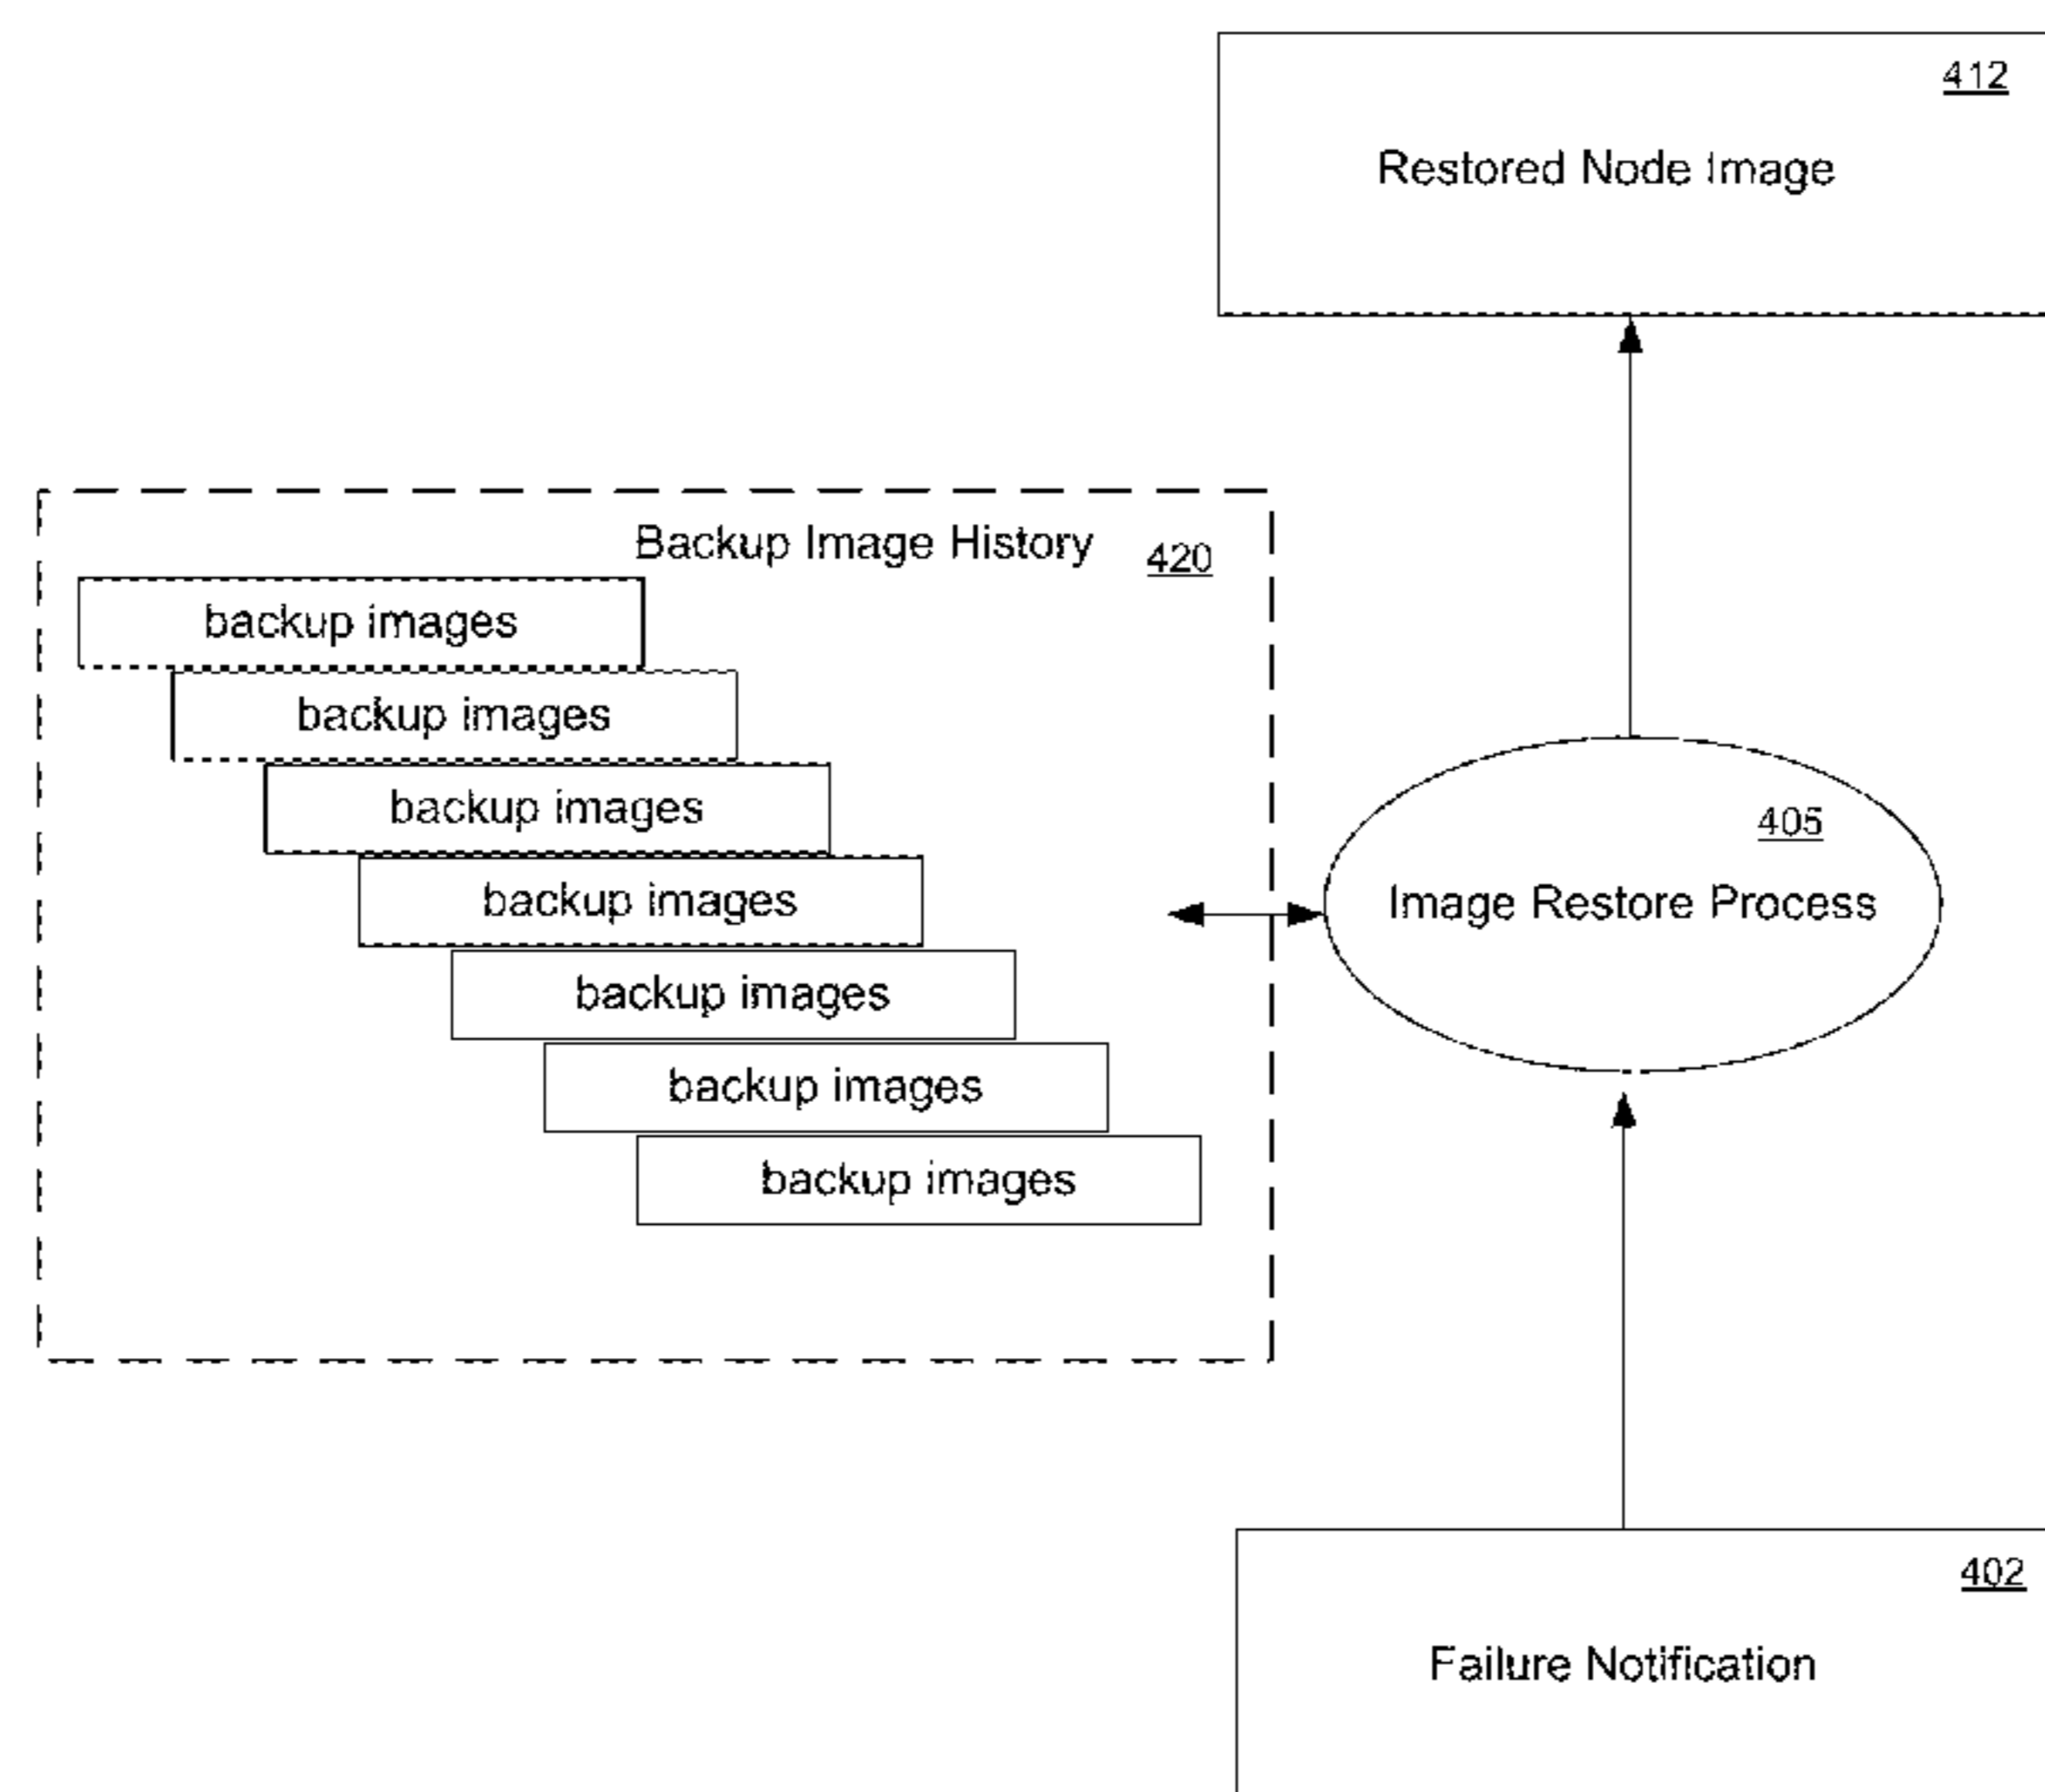 412
Restored Node Image
Backup Image History
420
backup images
backup images
backup images
backup images
backup images
backup images
backup images
405
Image Restore Process
402
Failure Notification